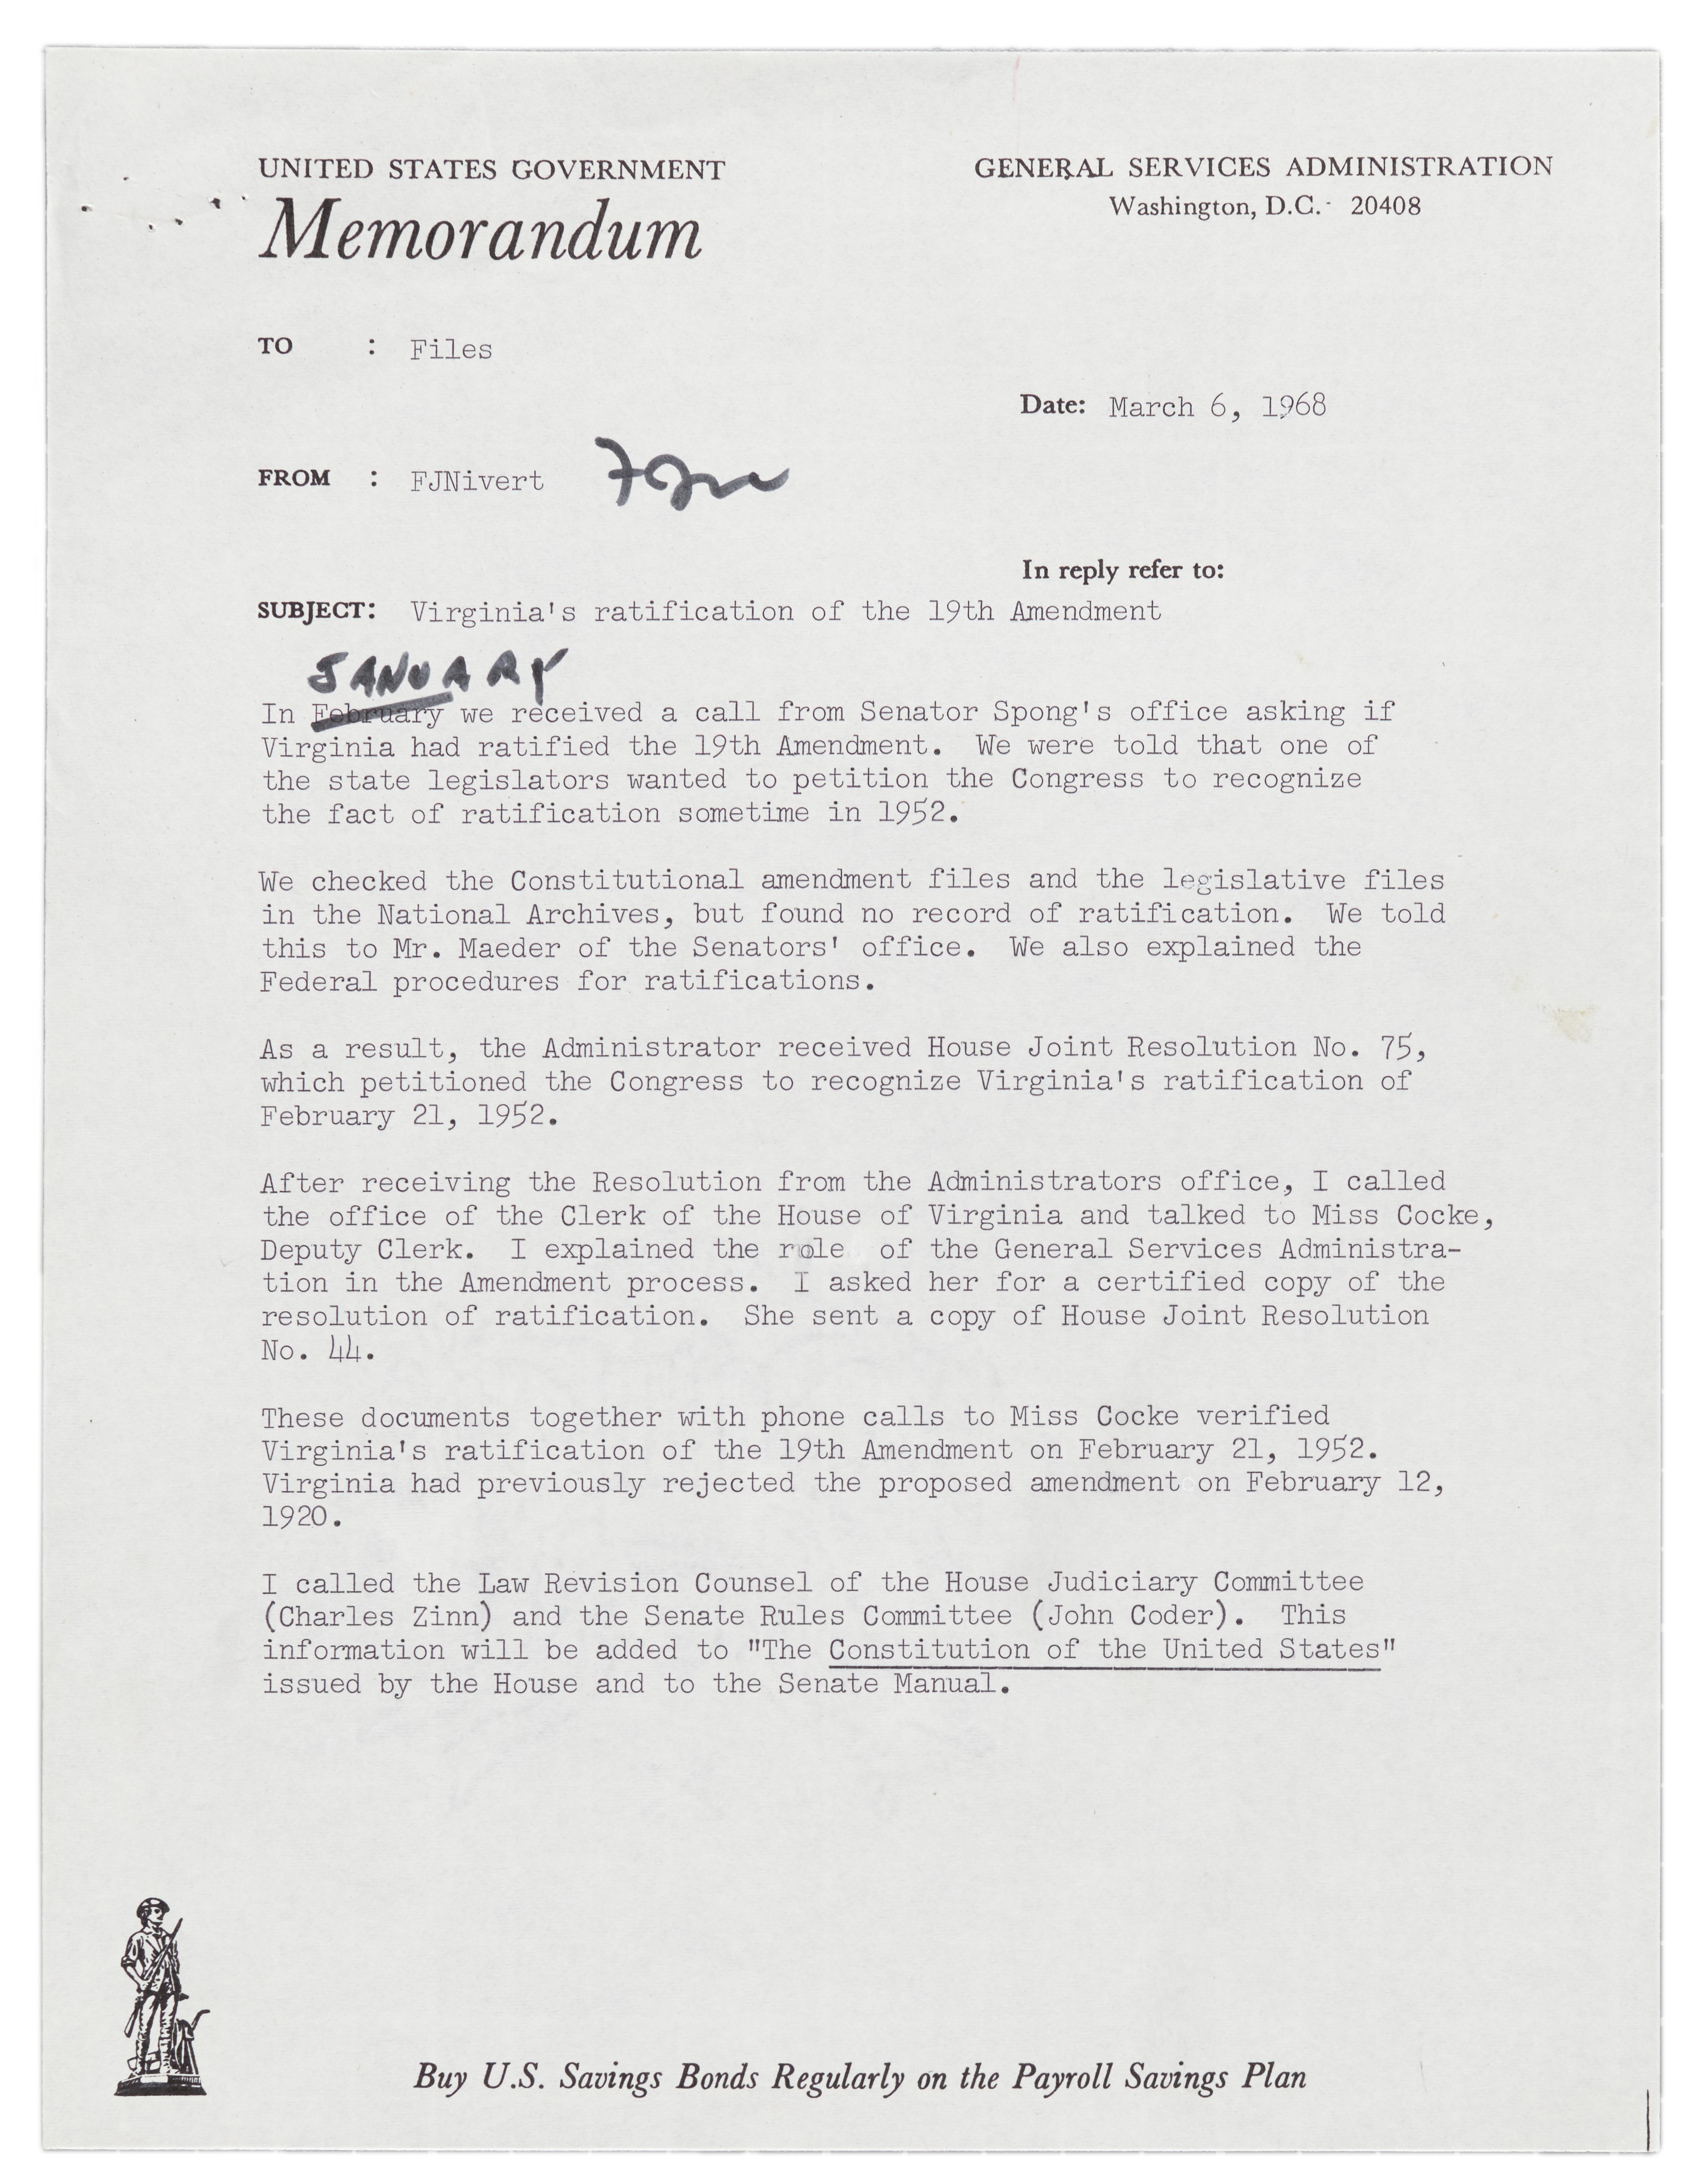 UNITED STATES GOVERNMENT
Memorandum
GENERAL SERVICES ADMINISTRATION
Washington, D.C. 20408
TO : Files
Date: March 6, 1968
FROM : FJNivert
In reply refer to:
SUBJECT: Virginia's ratification of the 19th Amendment
JANUARY
In February we received a call from Senator Spong's office asking if
Virginia had ratified the 19th Amendment. We were told that one of
the state legislators wanted to petition the Congress to recognize
the fact of ratification sometime in 1952.
We checked the Constitutional amendment files and the legislative files
in the National Archives, but found no record of ratification. We told
this to Mr. Maeder of the Senators' office. We also explained the
Federal procedures for ratifications.
As a result, the Administrator received House Joint Resolution No. 75,
which petitioned the Congress to recognize Virginia's ratification of
February 21, 1952.
After receiving the Resolution from the Administrators office, I called
the office of the Clerk of the House of Virginia and talked to Miss Cocke,
Deputy Clerk. I explained the role of the General Services Administra-
tion in the Amendment process. I asked her for a certified copy of the
resolution of ratification. She sent a copy of House Joint Resolution
No. 44.
These documents together with phone calls to Miss Cocke verified
Virginia's ratification of the 19th Amendment on February 21, 1952.
Virginia had previously rejected the proposed amendment on February 12,
1920.
I called the Law Revision Counsel of the House Judiciary Committee
(Charles Zinn) and the Senate Rules Committee (John Coder). This
information will be added to "The Constitution of the United States"
issued by the House and to the Senate Manual.
Buy U.S. Savings Bonds Regularly on the Payroll Savings Plan